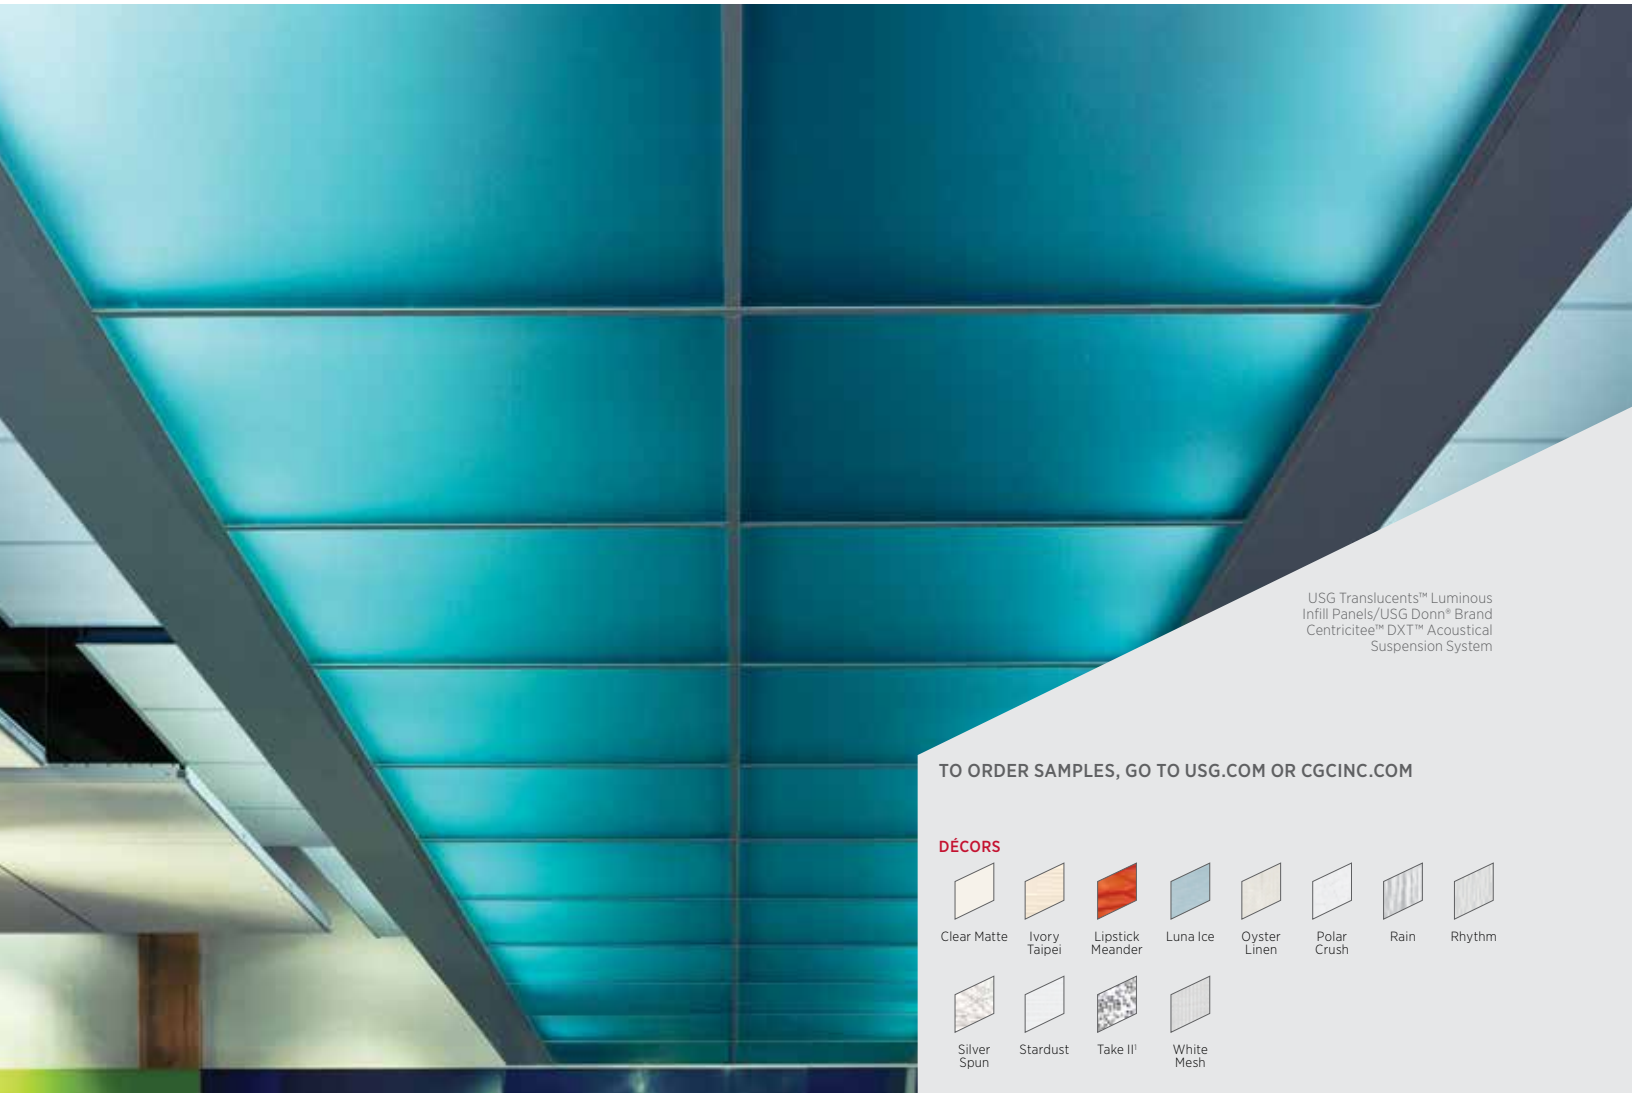 USG Translucents™ Luminous
Infill Panels/USG Donn® Brand
Centricitee™ DXT™ Acoustical
Suspension System
TO ORDER SAMPLES, GO TO USG.COM OR CGCINC.COM
DÉCORS
Clear Matte
Ivory
Taipei
Lipstick
Meander
Luna Ice
Oyster
Linen
Polar
Crush
Rain
Rhythm
Silver
Spun
Stardust
Take II¹
White
Mesh